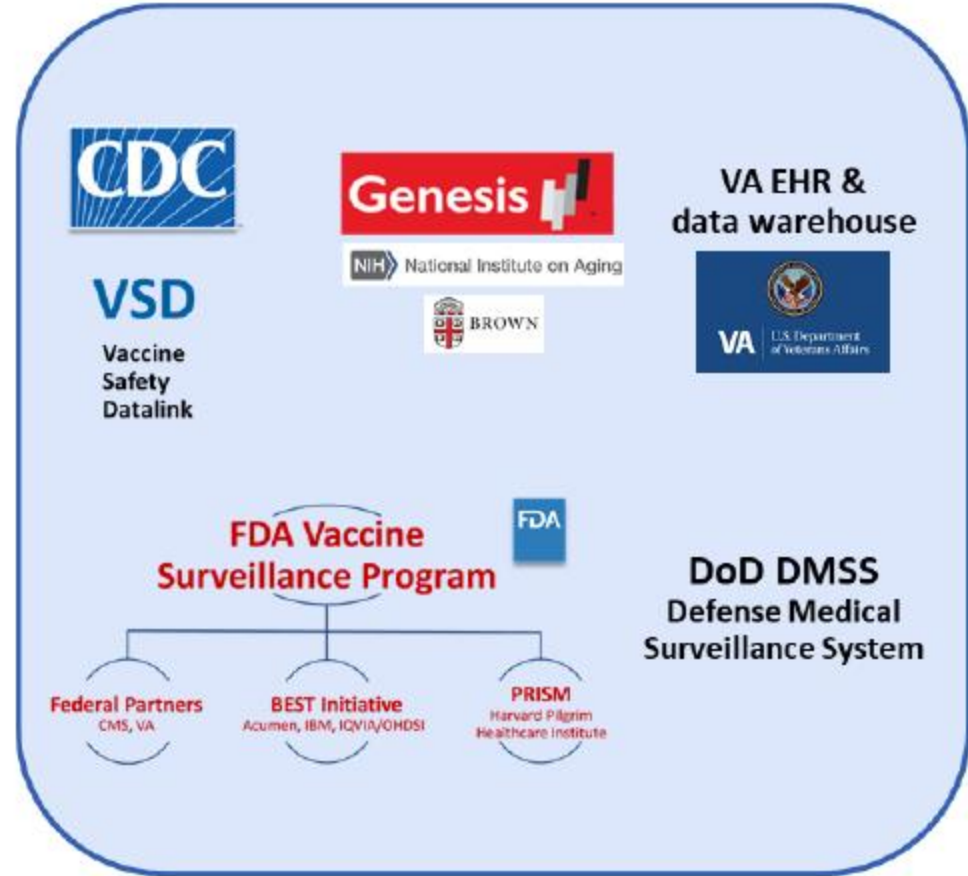 CDC
VSD
Vaccine
Safety
Datalink
Genesis
NIH National Institute on Aging
BROWN
VA EHR &
data warehouse
VA U.S. Department
of Veterans Affairs
FDA Vaccine
Surveillance Program
FDA
Federal Partners
CMS, VA
BEST Initiative
Acumen, IBM, IQVIA/OHDSI
PRISM
Harvard Pilgrim
Healthcare Institute
DoD DMSS
Defense Medical
Surveillance System